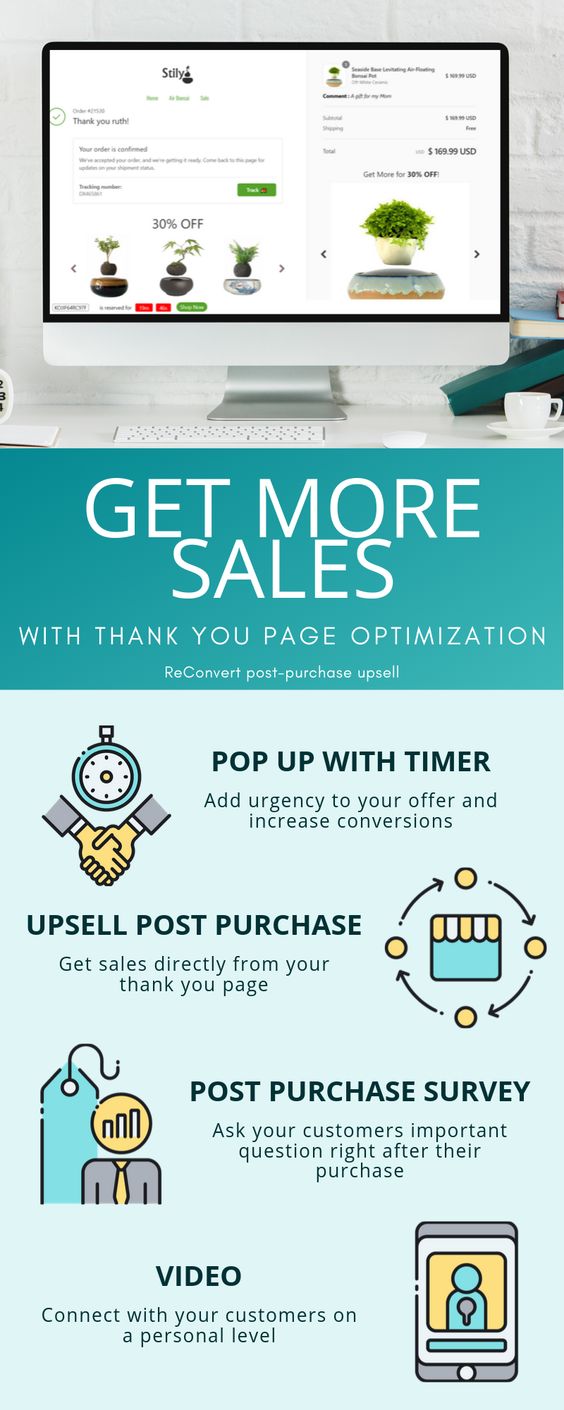 Stily
Home Air Bonsai Sale
Order #21530
Thank you ruth!
Your order is confirmed
We've accepted your order, and we're getting it ready. Come back to this page for
updates on your shipment status.
Tracking number:
Track
30% OFF
is reserved for
Shop Now
1
Seaside Base Levitating Air-Floating
Bonsai Pot
$ 169.99 USD
Off-White Ceramic
Comment : A gift for my Mom
Subtotal $ 169.99 USD
Shipping Free
Total USD $ 169.99 USD
Get More for 30% OFF!
2
3
4
GET MORE
SALES
WITH THANK YOU PAGE OPTIMIZATION
ReConvert post-purchase upsell
POP UP WITH TIMER
Add urgency to your offer and
increase conversions
UPSELL POST PURCHASE
Get sales directly from your
thank you page
POST PURCHASE SURVEY
Ask your customers important
question right after their
purchase
VIDEO
Connect with your customers on
a personal level